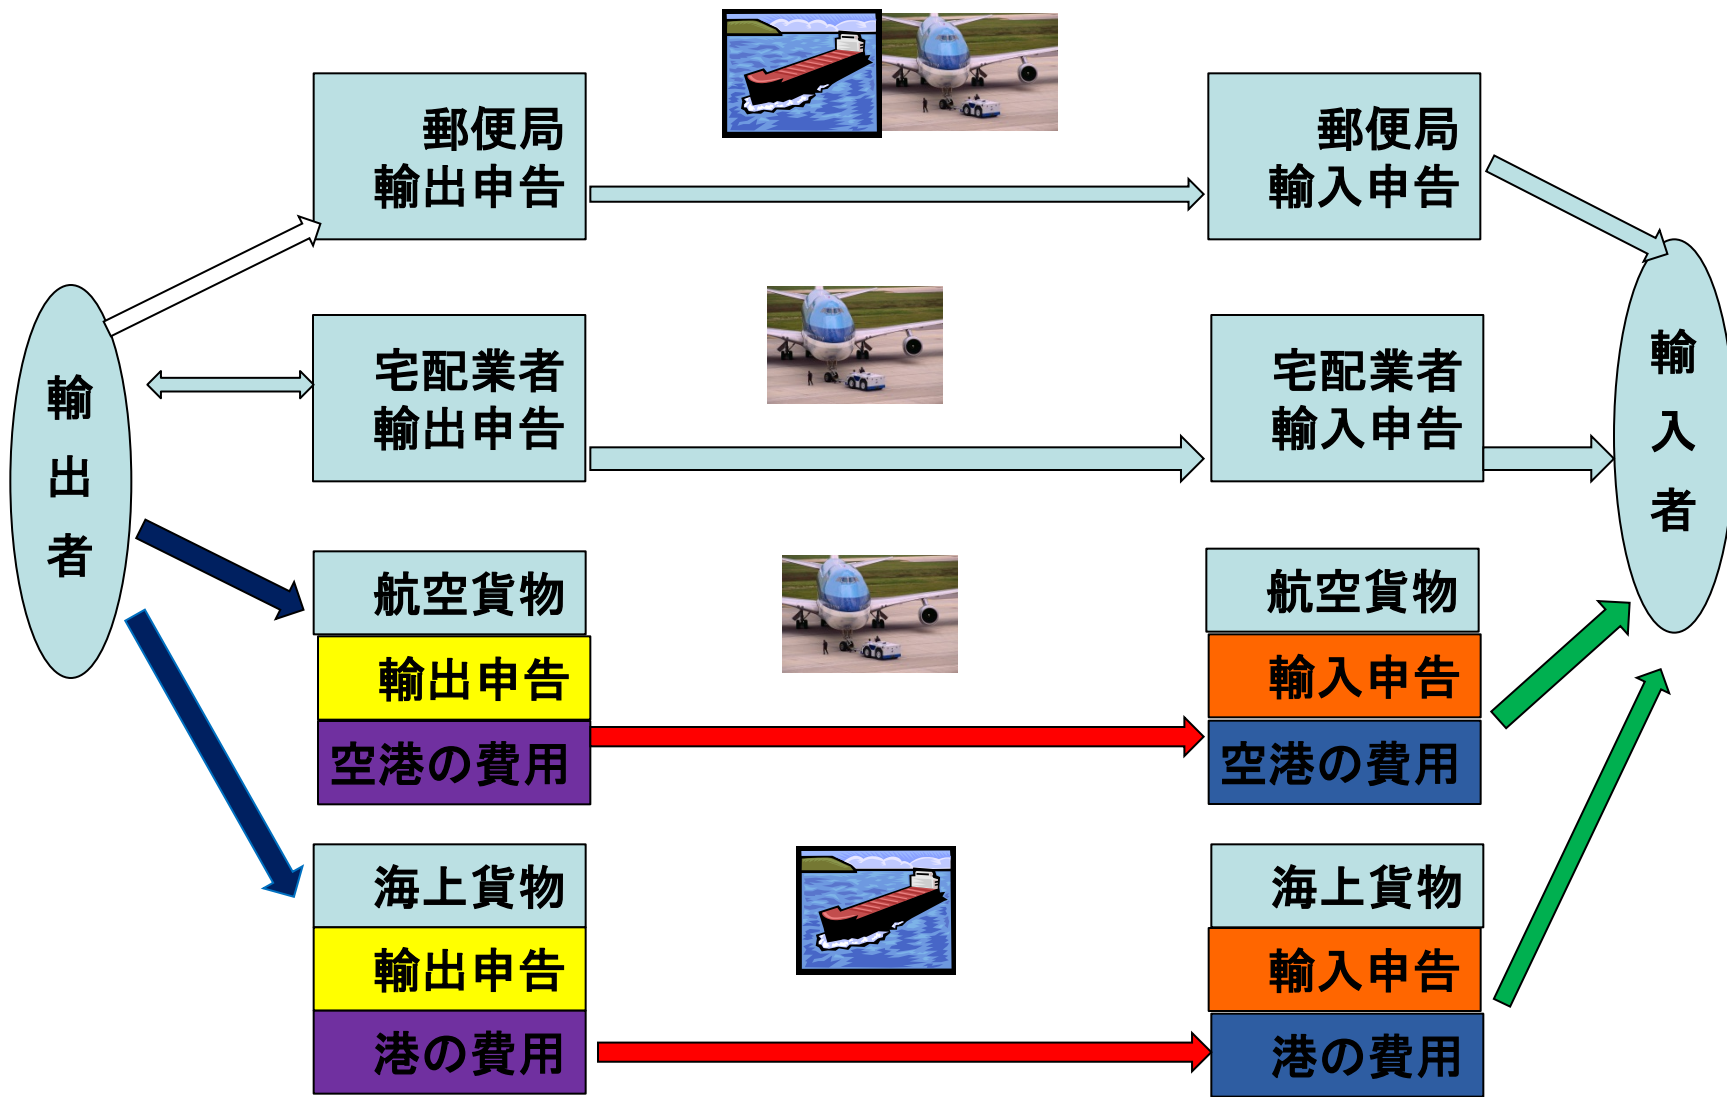 郵便局
輸出申告
郵便局
輸入申告
輸
出
者
宅配業者
輸出申告
宅配業者
輸入申告
輸
入
者
航空貨物
輸出申告
空港の費用
航空貨物
輸入申告
空港の費用
海上貨物
輸出申告
港の費用
海上貨物
輸入申告
港の費用